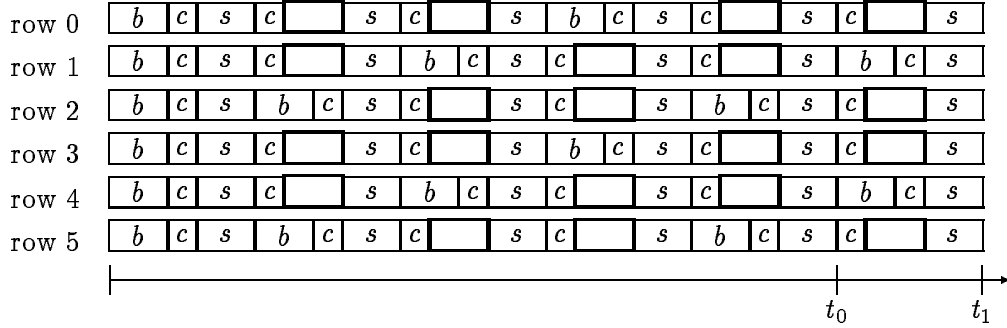 row 0 b c s c s c s b c s c s c s
row 1 b c s c s b c s c s c s b c s
row 2 b c s b c s c s c s b c s c s
row 3 b c s c s c s b c s c s c s
row 4 b c s c s b c s c s c s b c s
row 5 b c s b c s c s c s b c s c s
t₀ t₁